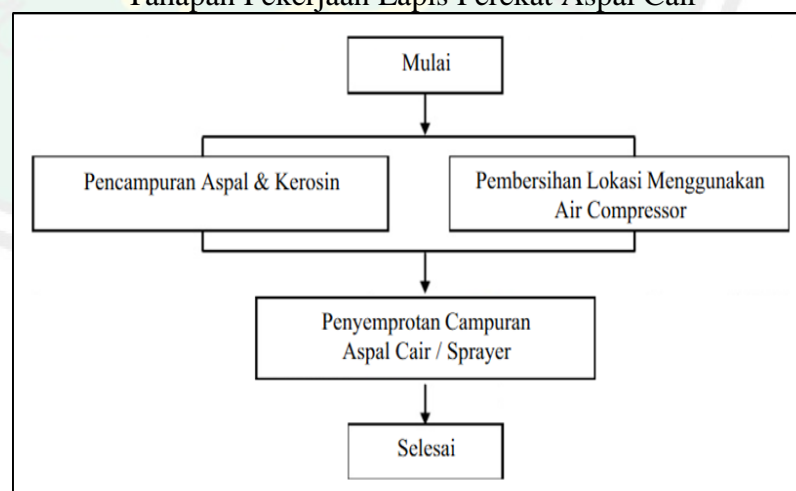 Tahapan Pekerjaan Lapis Perekat Aspal Cair
Mulai
Pencampuran Aspal & Kerosin
Pembersihan Lokasi Menggunakan
Air Compressor
Penyemprotan Campuran
Aspal Cair / Sprayer
Selesai